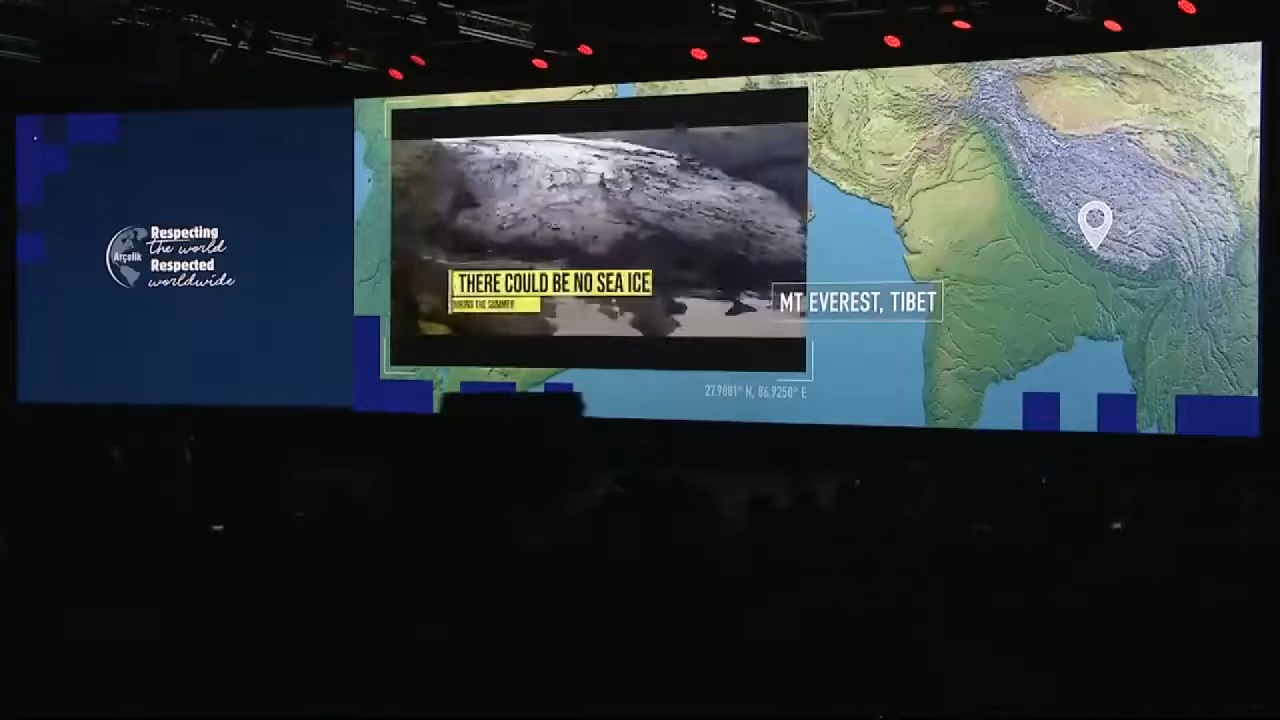 Arçelik
Respecting
the world
Respected
worldwide
THERE COULD BE NO SEA ICE
DURING THE SUMMER
MT EVEREST, TIBET
27.9881° N, 86.9250° E